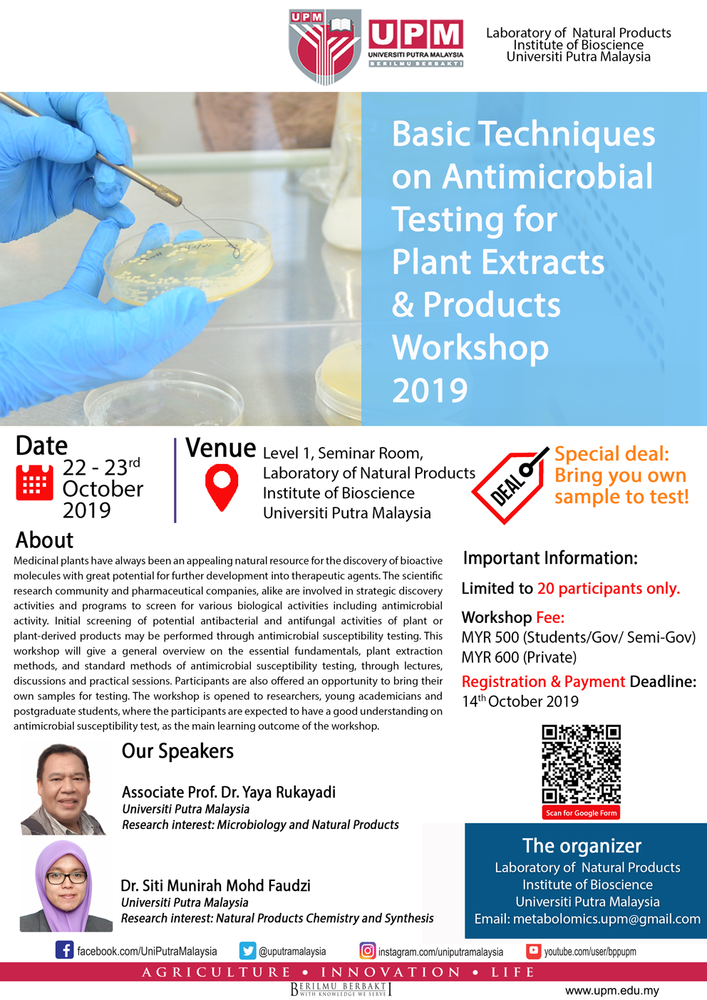 UPM
UPM
UNIVERSITI PUTRA MALAYSIA
BERILMU BERBAKTI
Laboratory of Natural Products
Institute of Bioscience
Universiti Putra Malaysia
Basic Techniques
on Antimicrobial
Testing for
Plant Extracts
& Products
Workshop
2019
Date
22 - 23rd
October
2019
Venue
Level 1, Seminar Room,
Laboratory of Natural Products
Institute of Bioscience
Universiti Putra Malaysia
DEAL
Special deal:
Bring you own
sample to test!
About
Medicinal plants have always been an appealing natural resource for the discovery of bioactive
molecules with great potential for further development into therapeutic agents. The scientific
research community and pharmaceutical companies, alike are involved in strategic discovery
activities and programs to screen for various biological activities including antimicrobial
activity. Initial screening of potential antibacterial and antifungal activities of plant or
plant-derived products may be performed through antimicrobial susceptibility testing. This
workshop will give a general overview on the essential fundamentals, plant extraction
methods, and standard methods of antimicrobial susceptibility testing, through lectures,
discussions and practical sessions. Participants are also offered an opportunity to bring their
own samples for testing. The workshop is opened to researchers, young academicians and
postgraduate students, where the participants are expected to have a good understanding on
antimicrobial susceptibility test, as the main learning outcome of the workshop.
Important Information:
Limited to 20 participants only.
Workshop Fee:
MYR 500 (Students/Gov/ Semi-Gov)
MYR 600 (Private)
Registration & Payment Deadline:
14th October 2019
Scan for Google Form
Our Speakers
Associate Prof. Dr. Yaya Rukayadi
Universiti Putra Malaysia
Research interest: Microbiology and Natural Products
Dr. Siti Munirah Mohd Faudzi
Universiti Putra Malaysia
Research interest: Natural Products Chemistry and Synthesis
The organizer
Laboratory of Natural Products
Institute of Bioscience
Universiti Putra Malaysia
Email: metabolomics.upm@gmail.com
facebook.com/UniPutraMalaysia
@uputramalaysia
instagram.com/uniputramalaysia
youtube.com/user/bppupm
AGRICULTURE • INNOVATION • LIFE
BERILMU BERBAKTI
WITH KNOWLEDGE WE SERVE
www.upm.edu.my